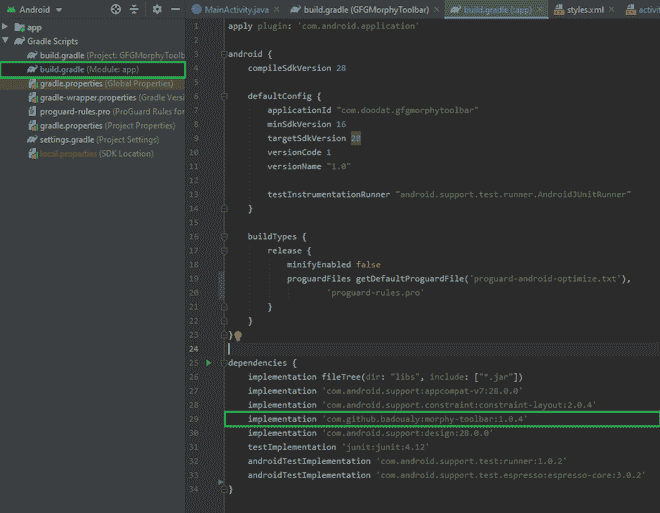 Android
MainActivity.java
build.gradle (GFGMorphyToolbar)
build.gradle (:app)
styles.xml
app
Gradle Scripts
build.gradle (Project: GFGMorphyToolb
build.gradle (Module: app)
gradle.properties (Global Properties)
gradle-wrapper.properties (Gradle Versi
proguard-rules.pro (ProGuard Rules for
gradle.properties (Project Properties)
settings.gradle (Project Settings)
local.properties (SDK Location)
1 apply plugin: 'com.android.application'
2
3 android {
4 compileSdkVersion 28
5
6 defaultConfig {
7 applicationId "com.doodat.gfgmorphytoolbar"
8 minSdkVersion 16
9 targetSdkVersion 28
10 versionCode 1
11 versionName "1.0"
12
13 testInstrumentationRunner "android.support.test.runner.AndroidJUnitRunner"
14 }
15
16 buildTypes {
17 release {
18 minifyEnabled false
19 proguardFiles getDefaultProguardFile('proguard-android-optimize.txt'),
20 'proguard-rules.pro'
21 }
22 }
23 }
24
25 dependencies {
26 implementation fileTree(dir: "libs", include: ["*.jar"])
27 implementation 'com.android.support:appcompat-v7:28.0.0'
28 implementation 'com.android.support.constraint:constraint-layout:2.0.4'
29 implementation 'com.github.badoualy:morphy-toolbar:1.0.4'
30 implementation 'com.android.support:design:28.0.0'
31 testImplementation 'junit:junit:4.12'
32 androidTestImplementation 'com.android.support.test:runner:1.0.2'
33 androidTestImplementation 'com.android.support.test.espresso:espresso-core:3.0.2'
34 }